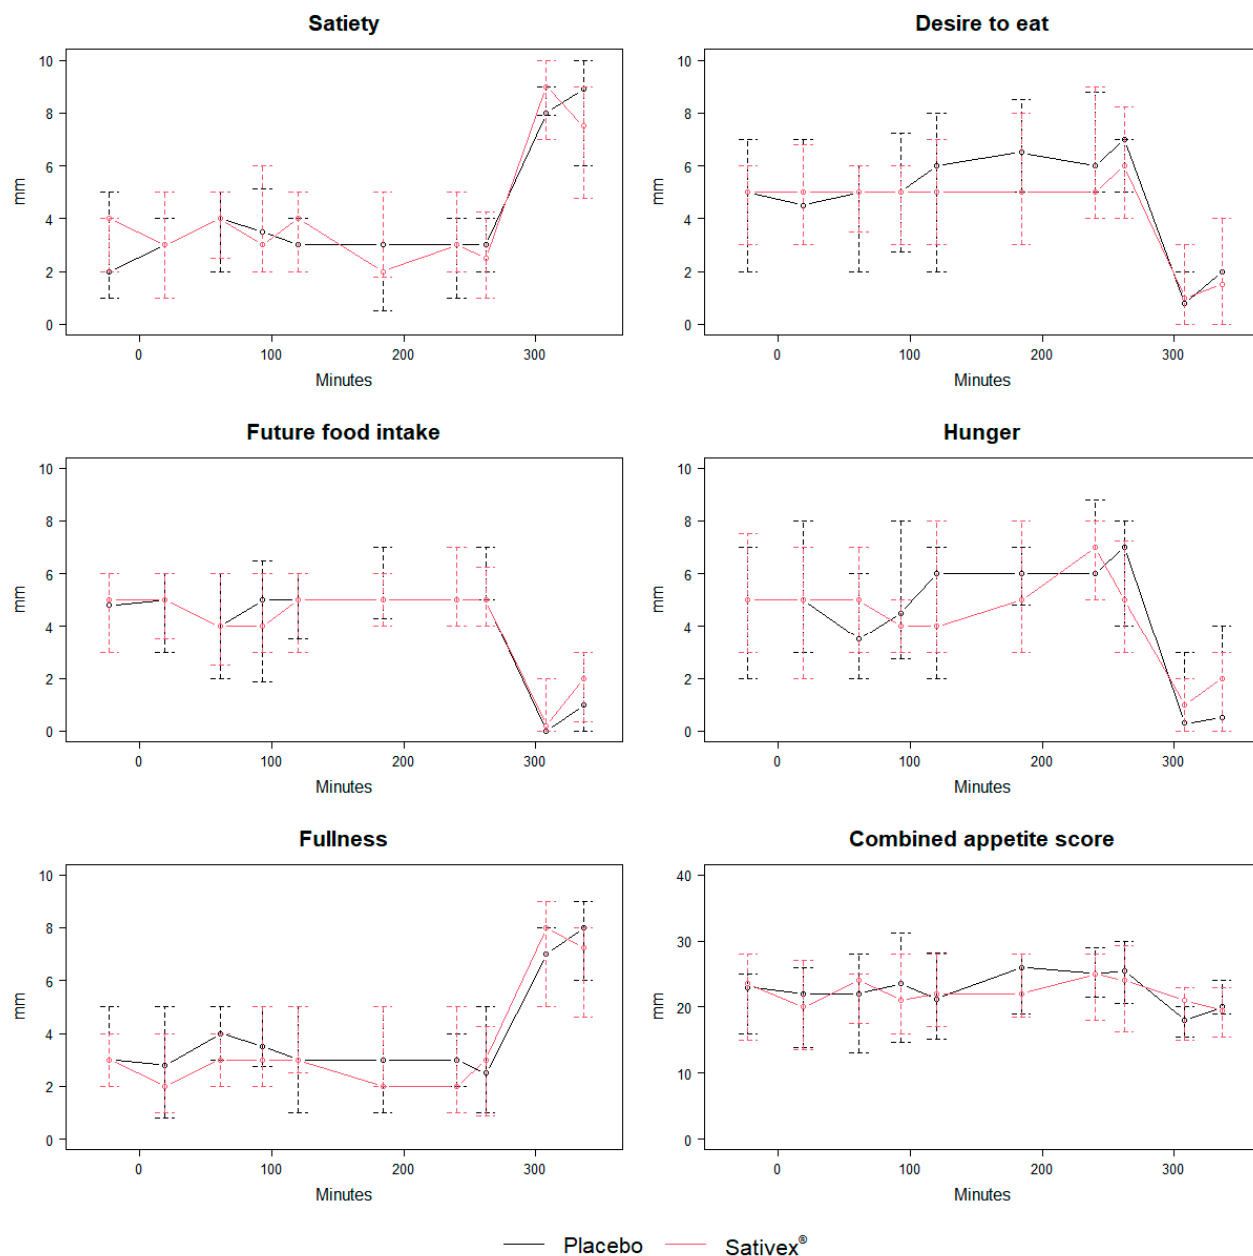 Satiety
10
8
6
4
2
0
mm
0 100 200 300
Minutes
Desire to eat
10
8
6
4
2
0
mm
0 100 200 300
Minutes
Future food intake
10
8
6
4
2
0
mm
0 100 200 300
Minutes
Hunger
10
8
6
4
2
0
mm
0 100 200 300
Minutes
Fullness
10
8
6
4
2
0
mm
0 100 200 300
Minutes
Combined appetite score
40
30
20
10
0
mm
0 100 200 300
Minutes
Placebo Sativex®